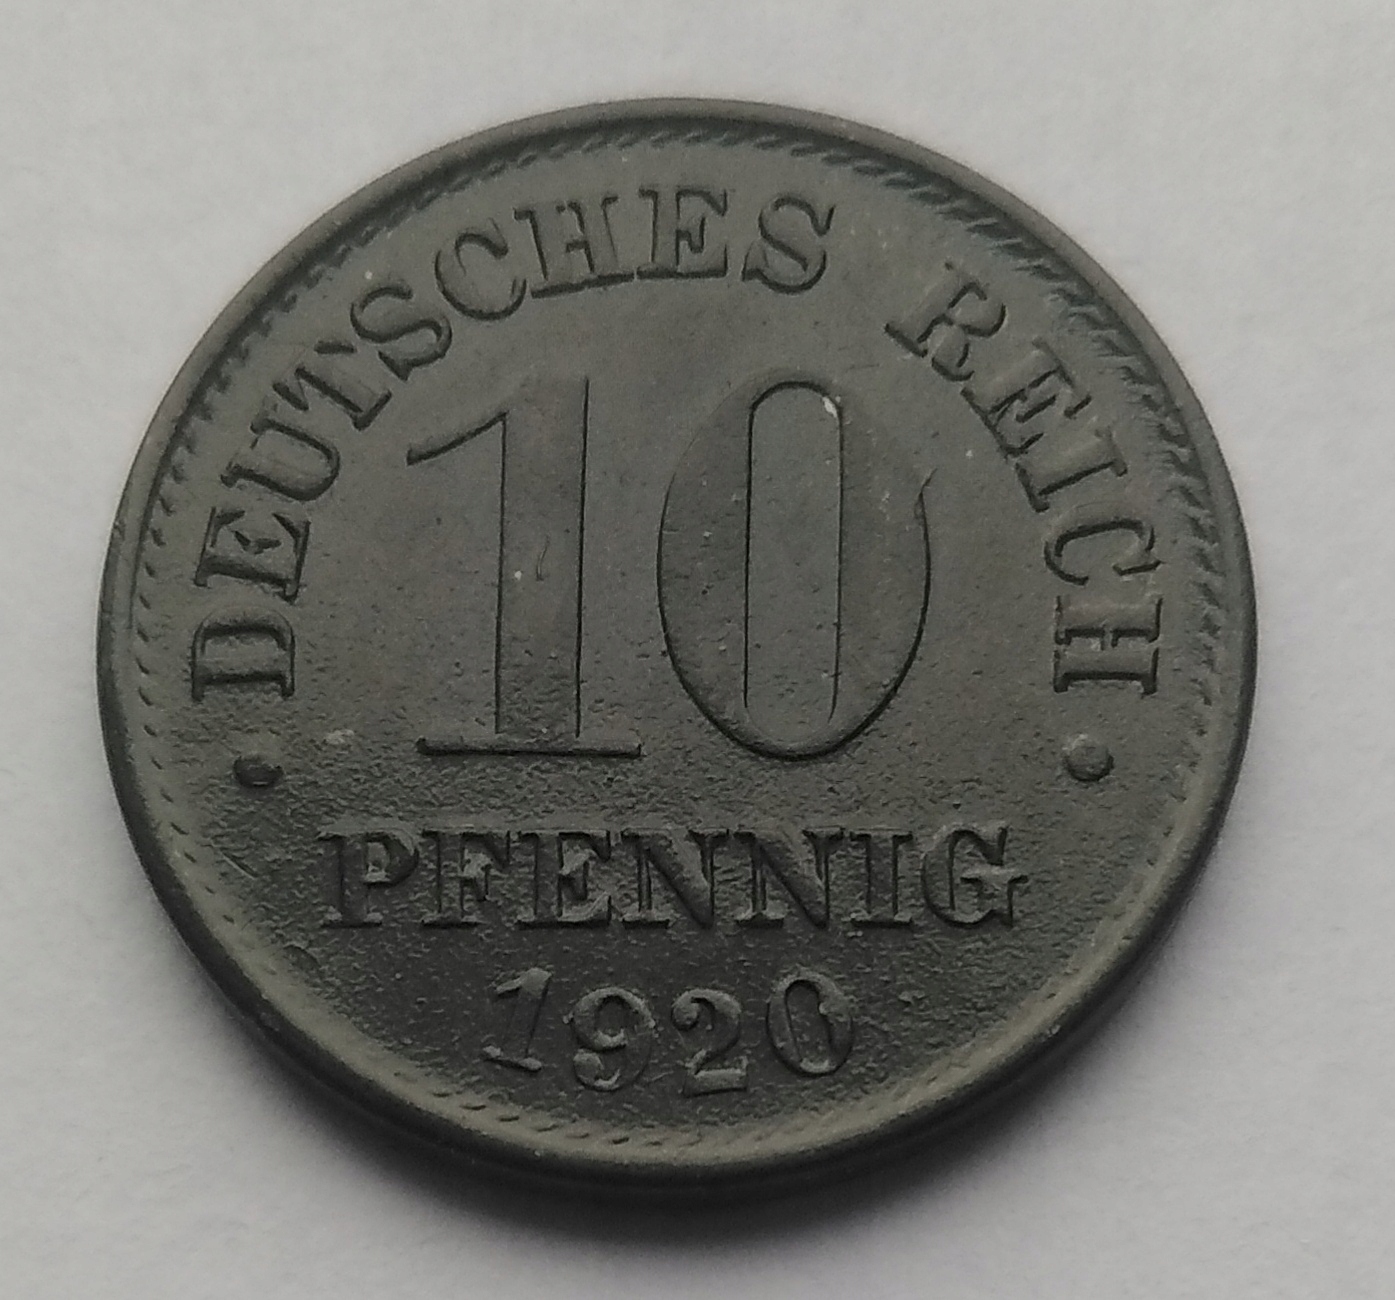 DEUTSCHES REICH
10
PFENNIG
1920